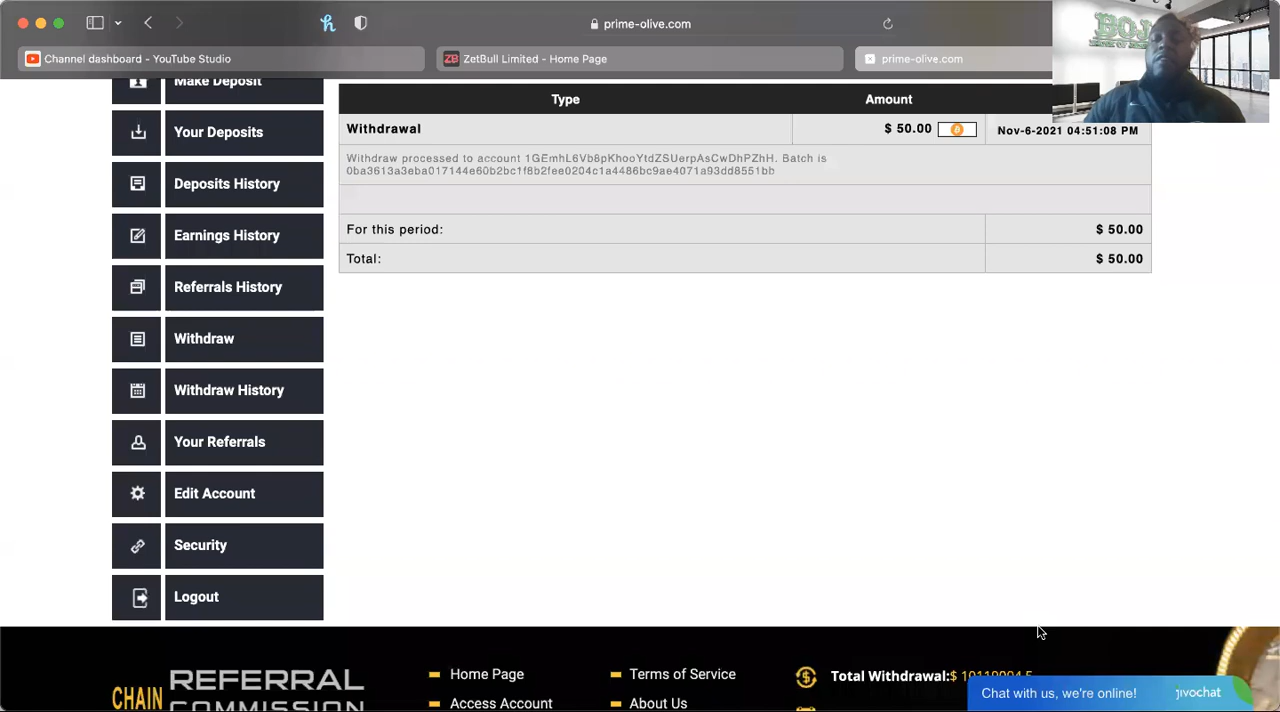 prime-olive.com
Channel dashboard - YouTube Studio
ZB ZetBull Limited - Home Page
prime-olive.com
BOJ
Make Deposit
Your Deposits
Deposits History
Earnings History
Referrals History
Withdraw
Withdraw History
Your Referrals
Edit Account
Security
Logout
Type Amount
Withdrawal $ 50.00 Nov-6-2021 04:51:08 PM
Withdraw processed to account 1GEmhL6Vb8pKhooYtdZSUerpAsCwDhPZhH. Batch is
0ba3613a3eba017144e60b2bc1f8b2fee0204c1a4486bc9ae4071a93dd8551bb
For this period: $ 50.00
Total: $ 50.00
CHAIN REFERRAL
COMMISSION
Home Page
Access Account
Terms of Service
About Us
Total Withdrawal:$
Chat with us, we're online! jivochat